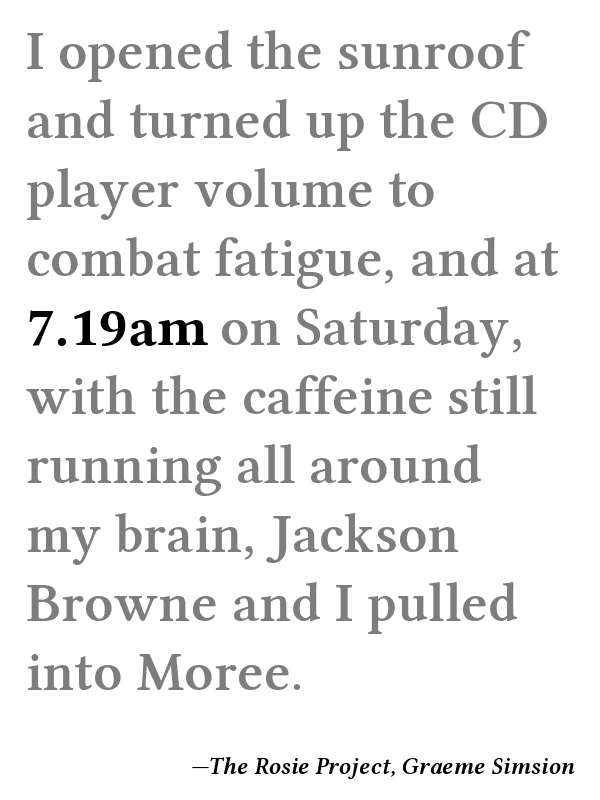 I opened the sunroof
and turned up the CD
player volume to
combat fatigue, and at
7.19am on Saturday,
with the caffeine still
running all around
my brain, Jackson
Browne and I pulled
into Moree.
—The Rosie Project, Graeme Simsion